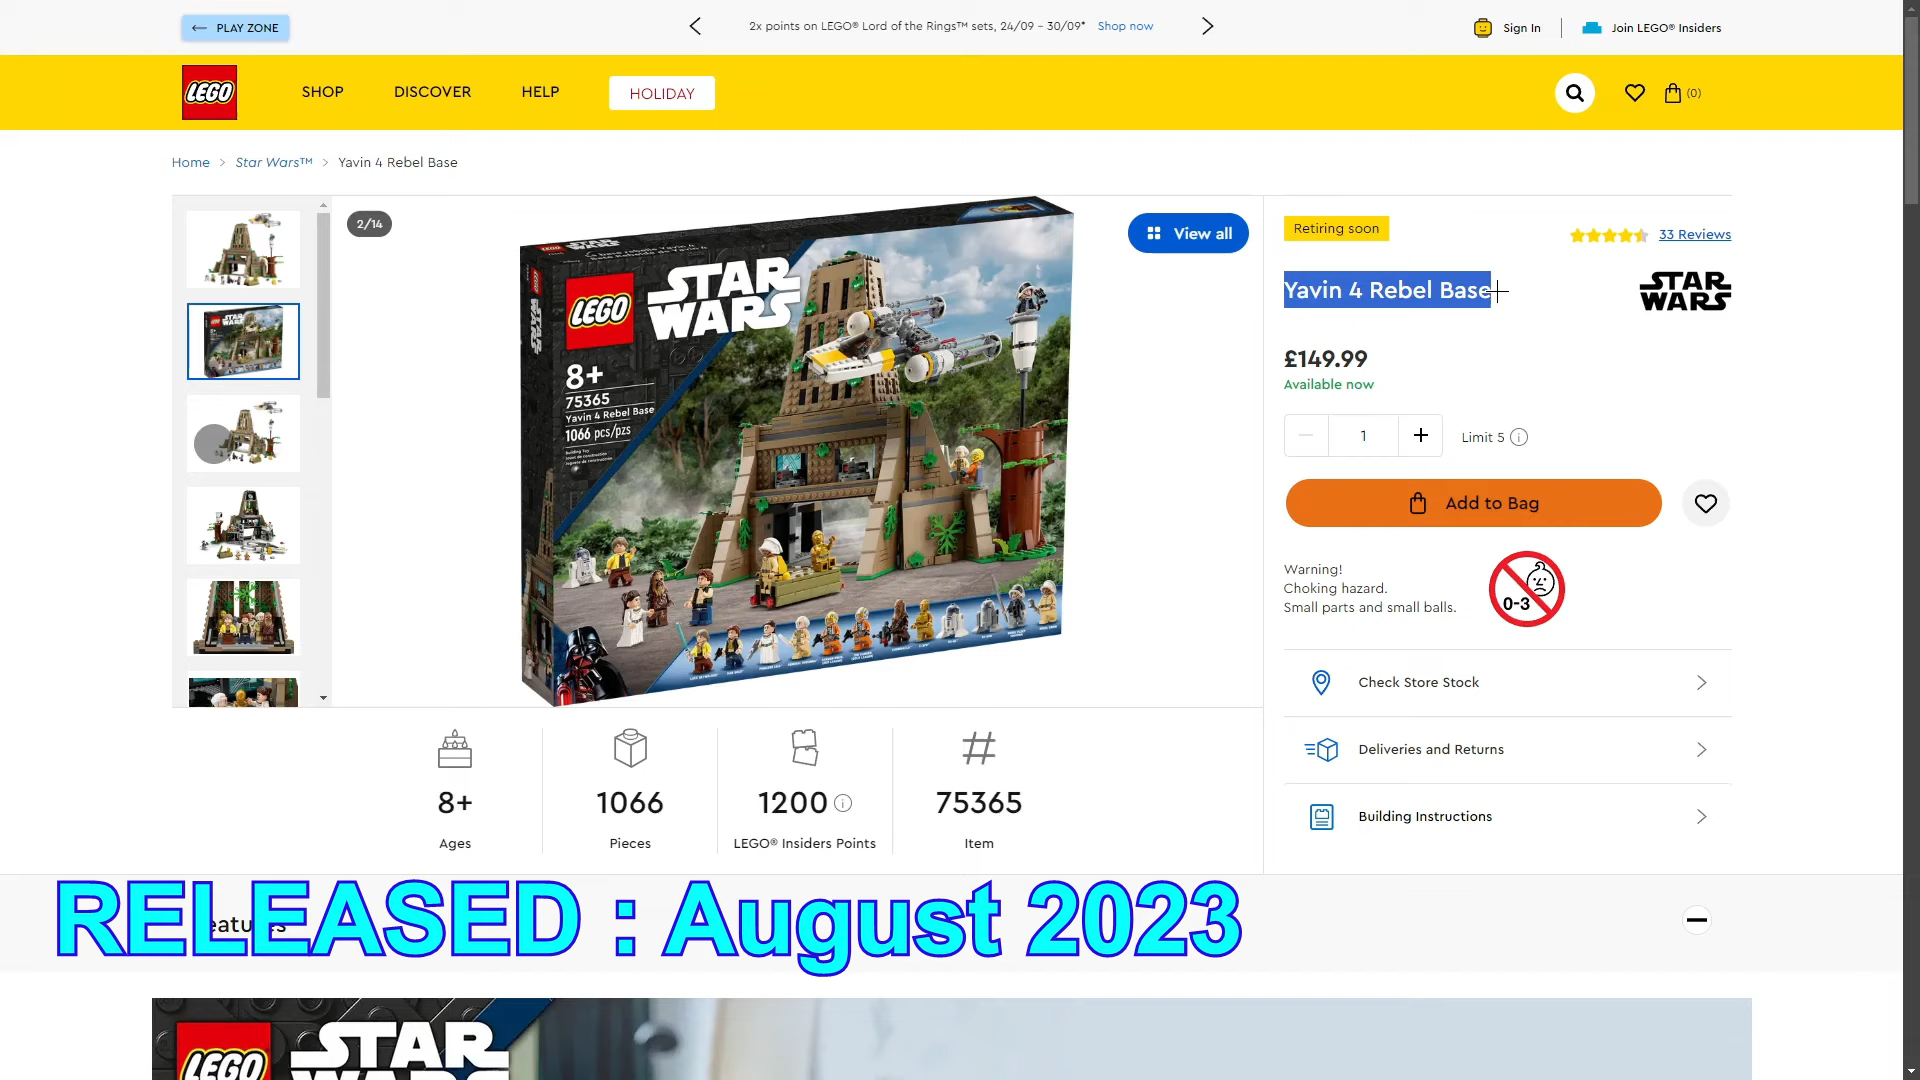 PLAY ZONE
2x points on LEGO® Lord of the Rings™ sets, 24/09 – 30/09* Shop now
Sign In
Join LEGO® Insiders
LEGO
SHOP
DISCOVER
HELP
HOLIDAY
(0)
Home > Star Wars™ > Yavin 4 Rebel Base
2/14
View all
LEGO
STAR
WARS
8+
75365
Yavin 4 Rebel Base
1066 pcs/pzs
Retiring soon
33 Reviews
Yavin 4 Rebel Base
STAR
WARS
£149.99
Available now
1
Limit 5
Add to Bag
Warning!
Choking hazard.
Small parts and small balls.
0-3
Check Store Stock
Deliveries and Returns
Building Instructions
8+
Ages
1066
Pieces
1200
LEGO® Insiders Points
75365
Item
RELEASED : August 2023
LEGO
STAR